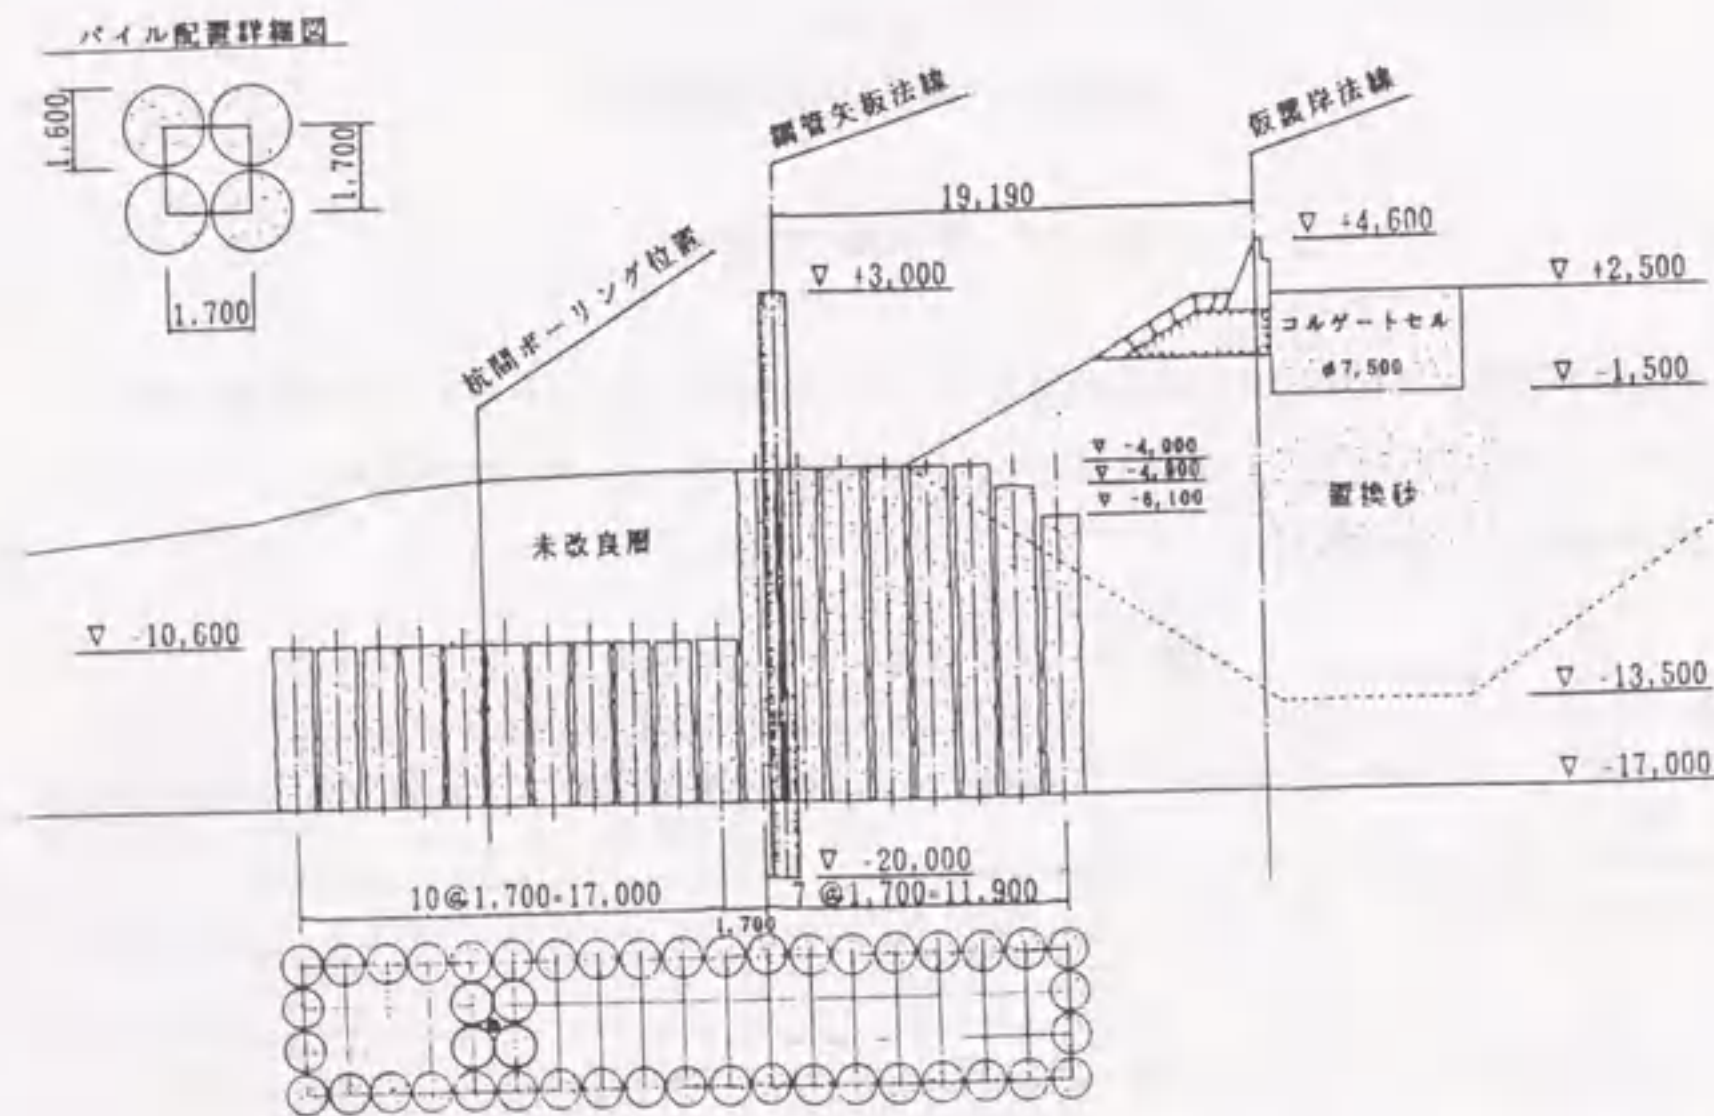 パイル配置詳細図
1.600
1.700
1.700
杭間ボーリング位置
鋼管矢板法線
仮護岸法線
19,190
▽ +4,600
▽ +3,000
▽ +2,500
コルゲートセル
φ7,500
▽ -1,500
▽ -4,000
▽ -4,800
▽ -6,100
置換砂
未改良層
▽ -10,600
▽ -13,500
▽ -17,000
▽ -20,000
10@1,700=17,000
7 @1,700=11,900
1,700